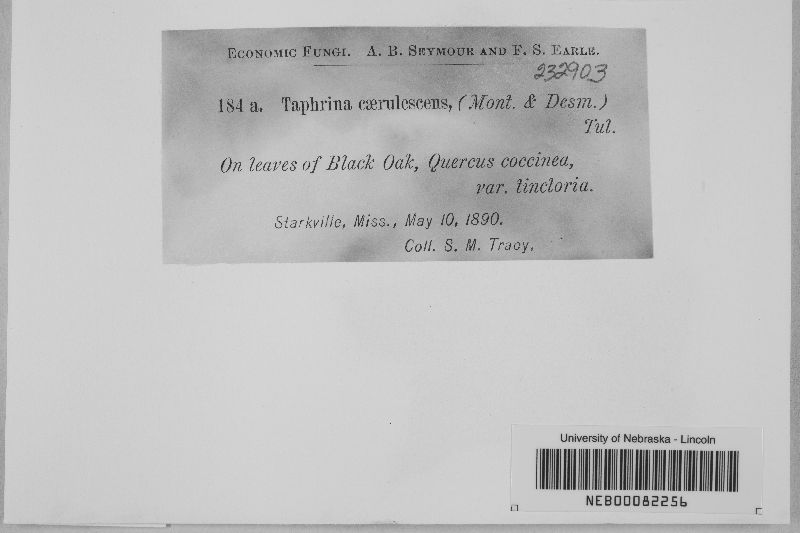 Economic Fungi. A. B. Seymour and F. S. Earle.
232903
184 a. Taphrina cærulescens, (Mont. & Desm.)
Tul.
On leaves of Black Oak, Quercus coccinea,
var. tinctoria.
Starkville, Miss., May 10, 1890.
Coll. S. M. Tracy.
University of Nebraska - Lincoln
NEB00082256